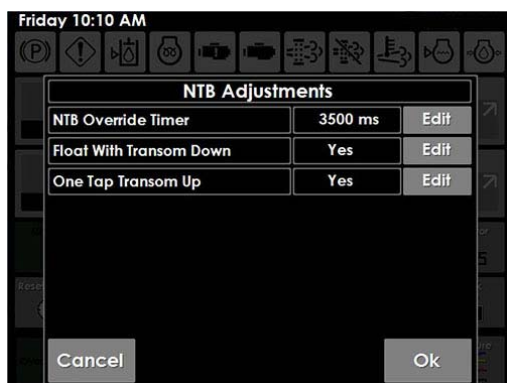 Friday 10:10 AM
NTB Adjustments
NTB Override Timer 3500 ms Edit
Float With Transom Down Yes Edit
One Tap Transom Up Yes Edit
Cancel Ok